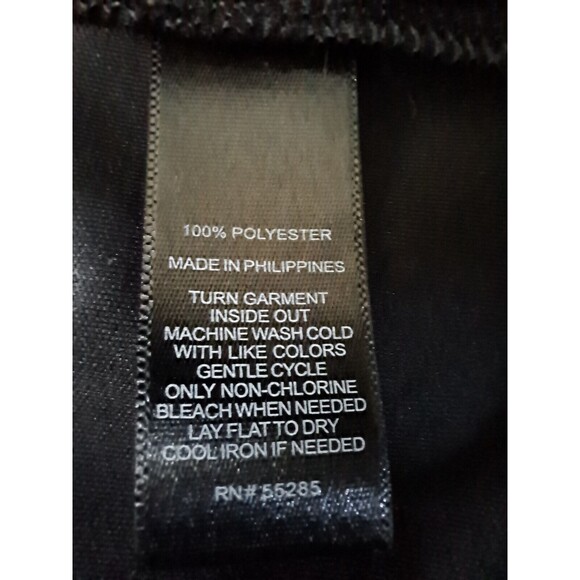 100% POLYESTER
MADE IN PHILIPPINES
TURN GARMENT
INSIDE OUT
MACHINE WASH COLD
WITH LIKE COLORS
GENTLE CYCLE
ONLY NON-CHLORINE
BLEACH WHEN NEEDED
LAY FLAT TO DRY
COOL IRON IF NEEDED
RN# 55285